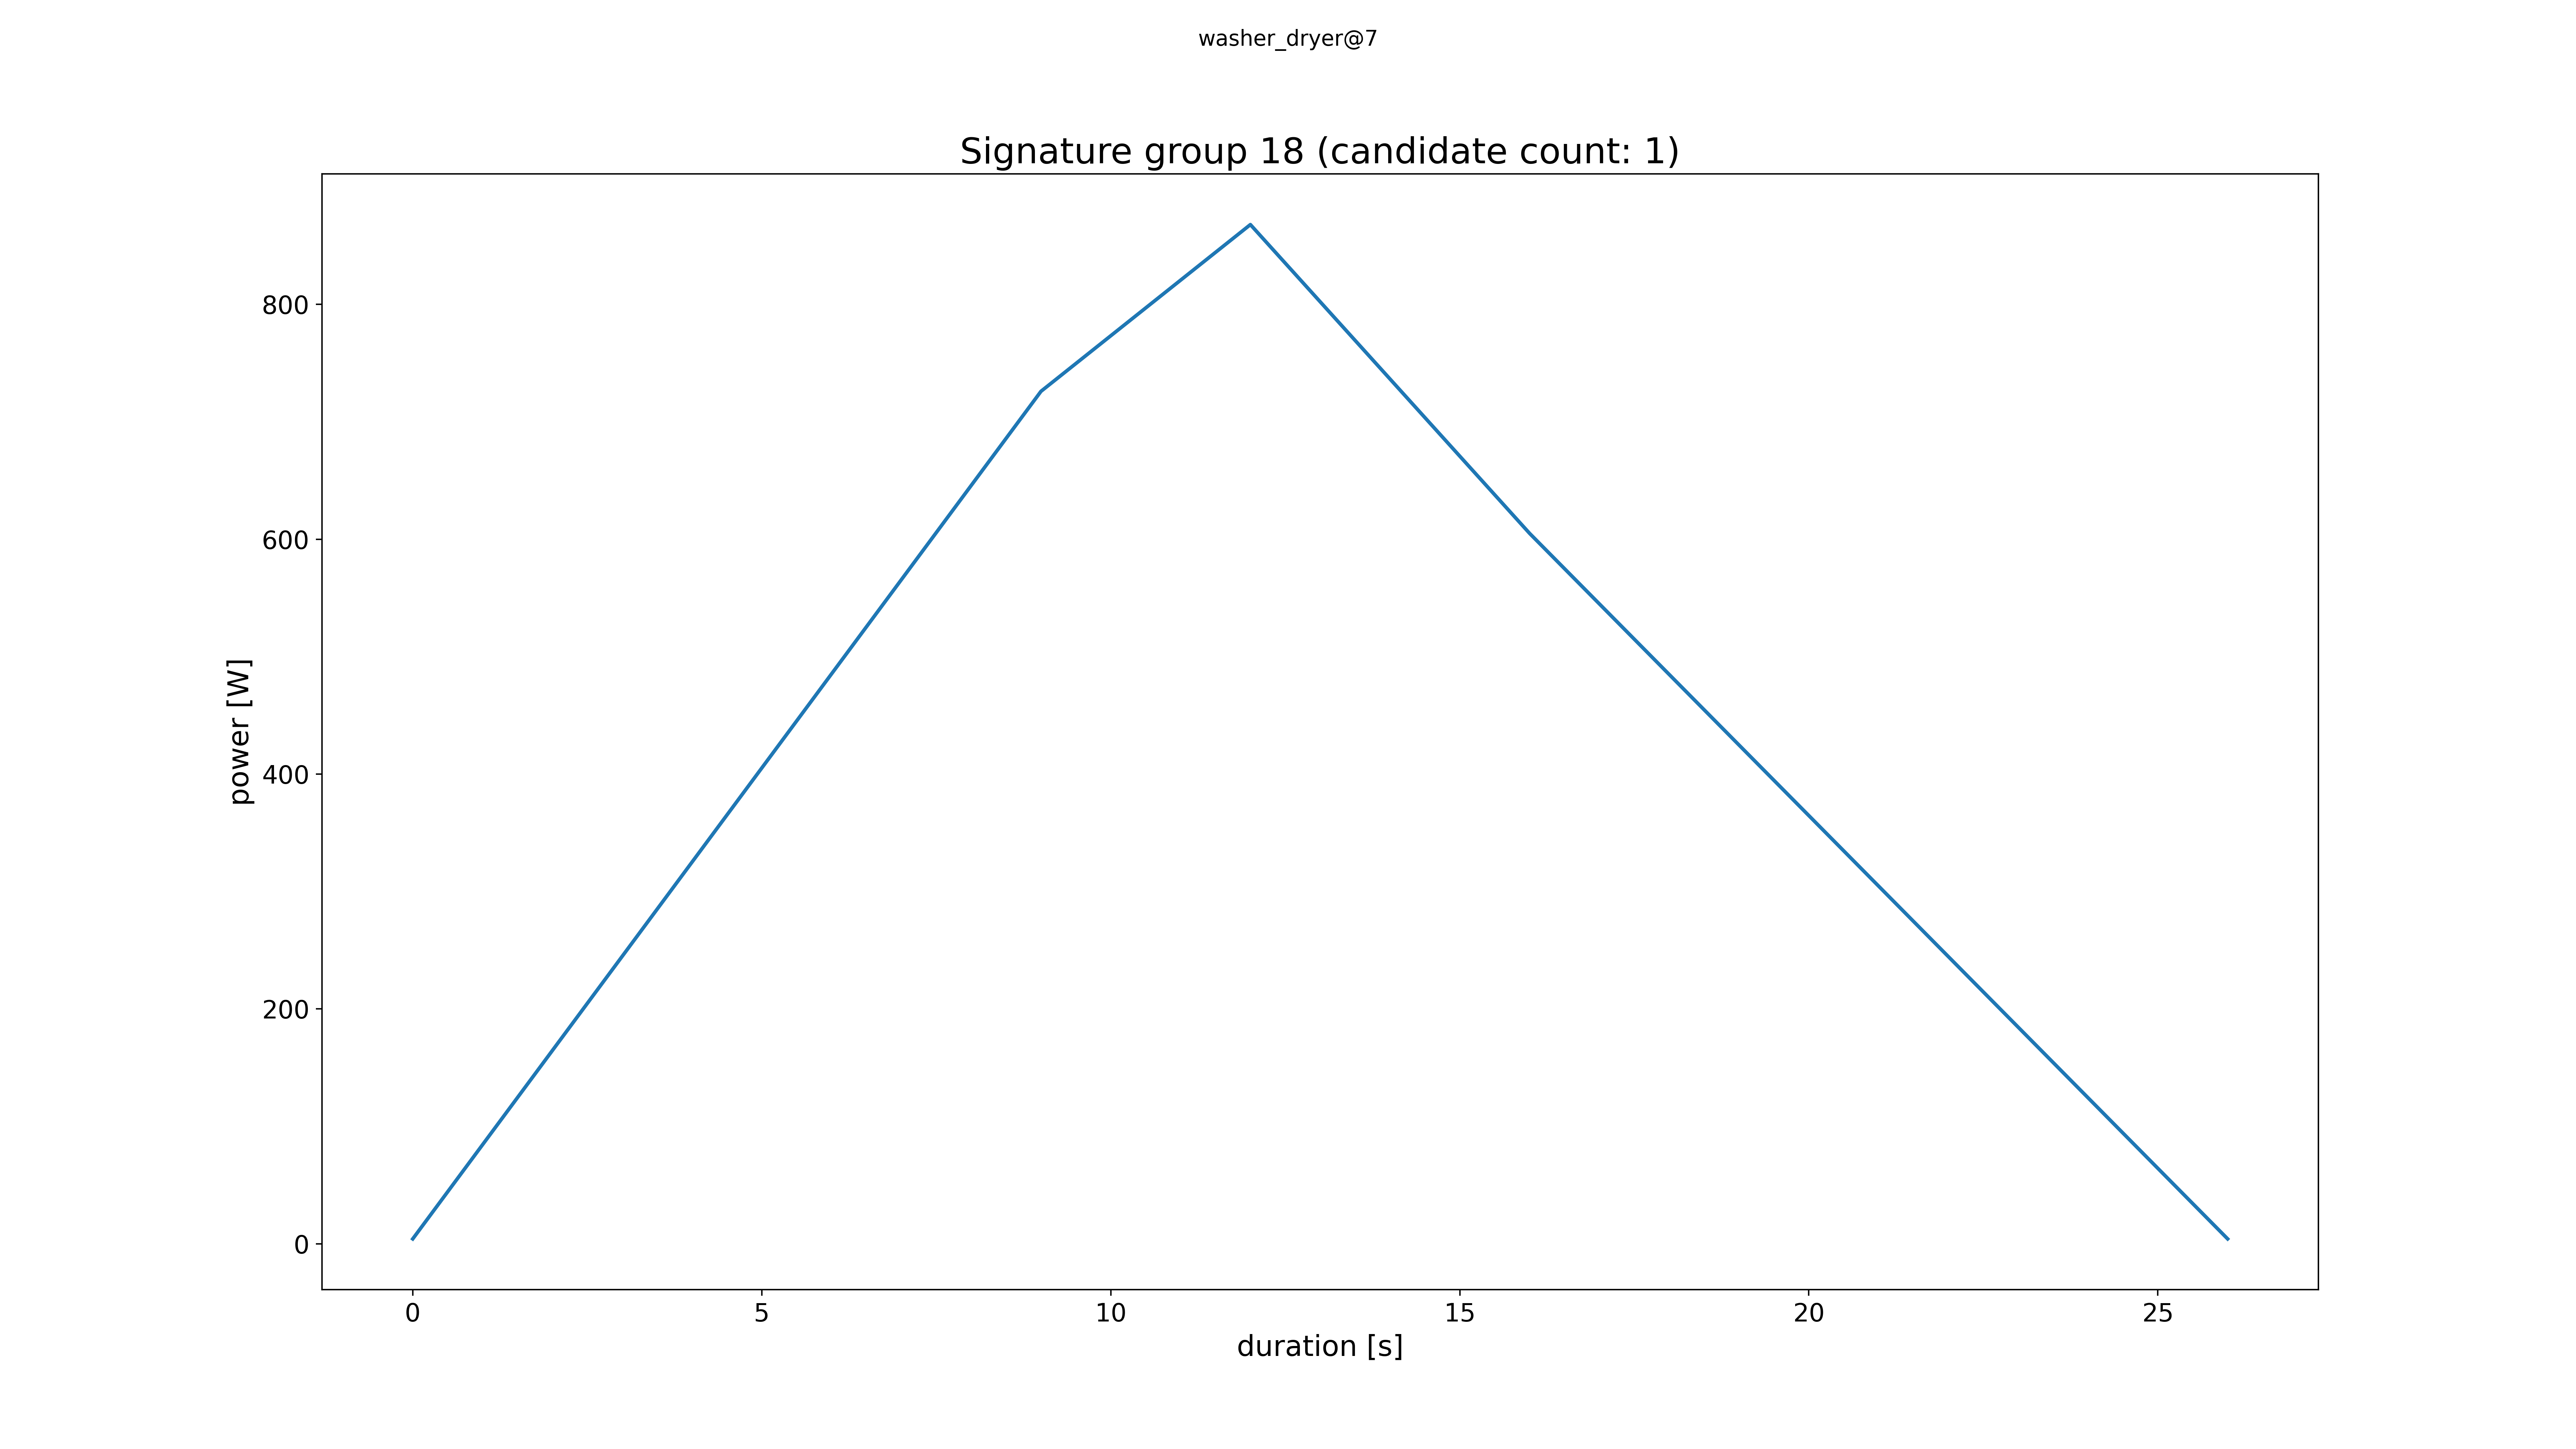 washer_dryer@7
Signature group 18 (candidate count: 1)
800
600
400
200
0
power [W]
0 5 10 15 20 25
duration [s]